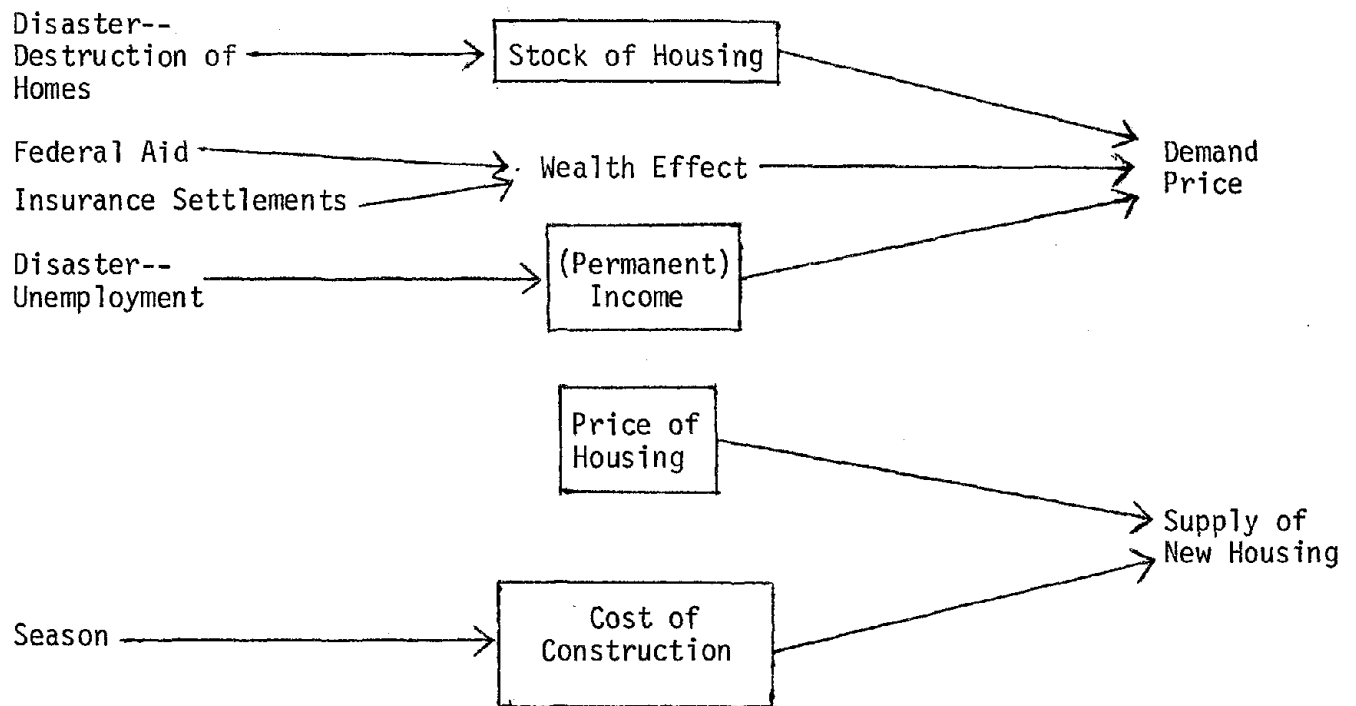 Disaster--
Destruction of
Homes
Stock of Housing
Federal Aid
Insurance Settlements
Wealth Effect
Demand
Price
Disaster--
Unemployment
(Permanent)
Income
Price of
Housing
Supply of
New Housing
Season
Cost of
Construction